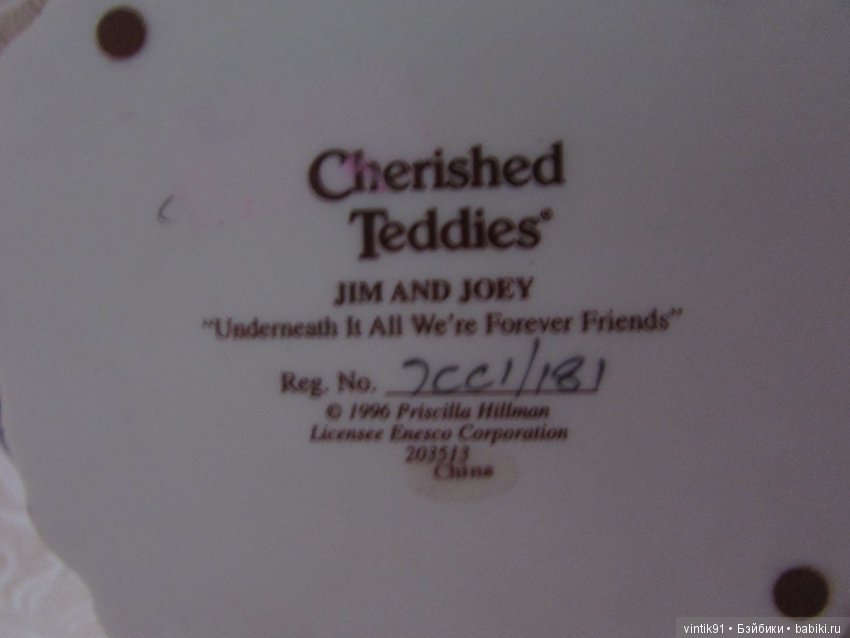 Cherished
Teddies®
JIM AND JOEY
"Underneath It All We're Forever Friends"
Reg. No. 7CC1/181
© 1996 Priscilla Hillman
Licensee Enesco Corporation
203513
China
vintik91 • Бэйбики • babiki.ru